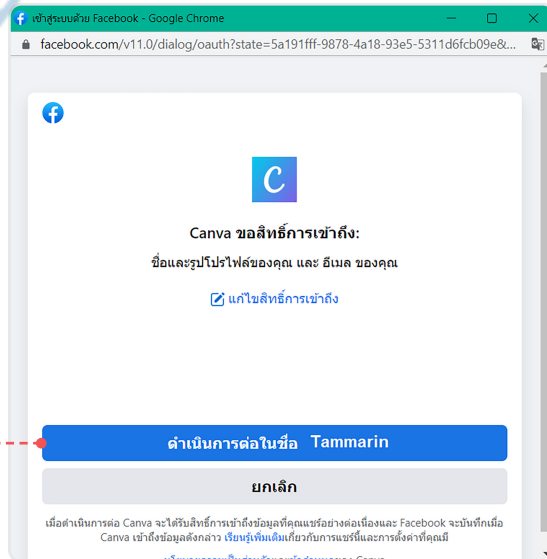 เข้าสู่ระบบด้วย Facebook - Google Chrome
facebook.com/v11.0/dialog/oauth?state=5a191fff-9878-4a18-93e5-5311d6fcb09e&...
Canva ขอสิทธิ์การเข้าถึง:
ชื่อและรูปโปรไฟล์ของคุณ และ อีเมล ของคุณ
แก้ไขสิทธิ์การเข้าถึง
ดำเนินการต่อในชื่อ Tammarin
ยกเลิก
เมื่อดำเนินการต่อ Canva จะได้รับสิทธิ์การเข้าถึงข้อมูลที่คุณแชร์อย่างต่อเนื่องและ Facebook จะบันทึกเมื่อ
Canva เข้าถึงข้อมูลดังกล่าว เรียนรู้เพิ่มเติมเกี่ยวกับการแชร์นี้และการตั้งค่าที่คุณมี